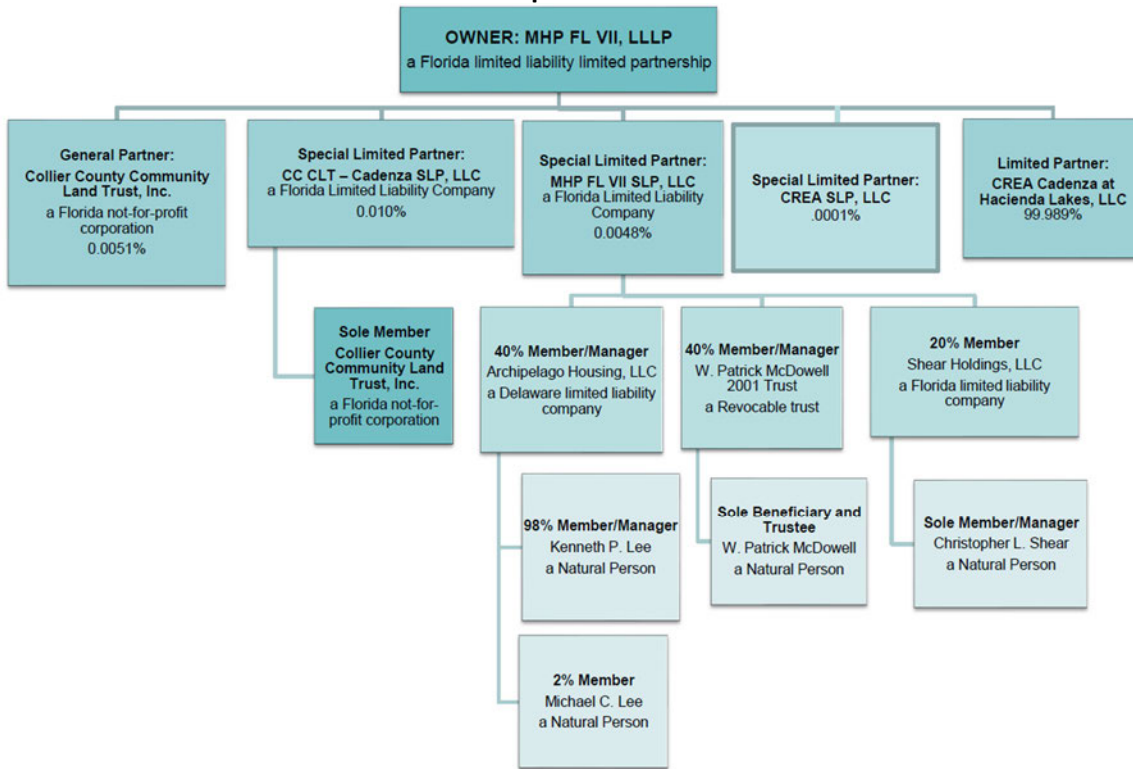 OWNER: MHP FL VII, LLLP
a Florida limited liability limited partnership
General Partner:
Collier County Community
Land Trust, Inc.
a Florida not-for-profit
corporation
0.0051%
Special Limited Partner:
CC CLT – Cadenza SLP, LLC
a Florida Limited Liability
Company
0.010%
Special Limited Partner:
MHP FL VII SLP, LLC
a Florida Limited Liability
Company
0.0048%
Special Limited Partner:
CREA SLP, LLC
.0001%
Limited Partner:
CREA Cadenza at
Hacienda Lakes, LLC
99.989%
Sole Member
Collier County
Community Land
Trust, Inc.
a Florida not-for-
profit corporation
40% Member/Manager
Archipelago Housing, LLC
a Delaware limited liability
company
40% Member/Manager
W. Patrick McDowell
2001 Trust
a Revocable trust
20% Member
Shear Holdings, LLC
a Florida limited liability
company
98% Member/Manager
Kenneth P. Lee
a Natural Person
Sole Beneficiary and
Trustee
W. Patrick McDowell
a Natural Person
Sole Member/Manager
Christopher L. Shear
a Natural Person
2% Member
Michael C. Lee
a Natural Person